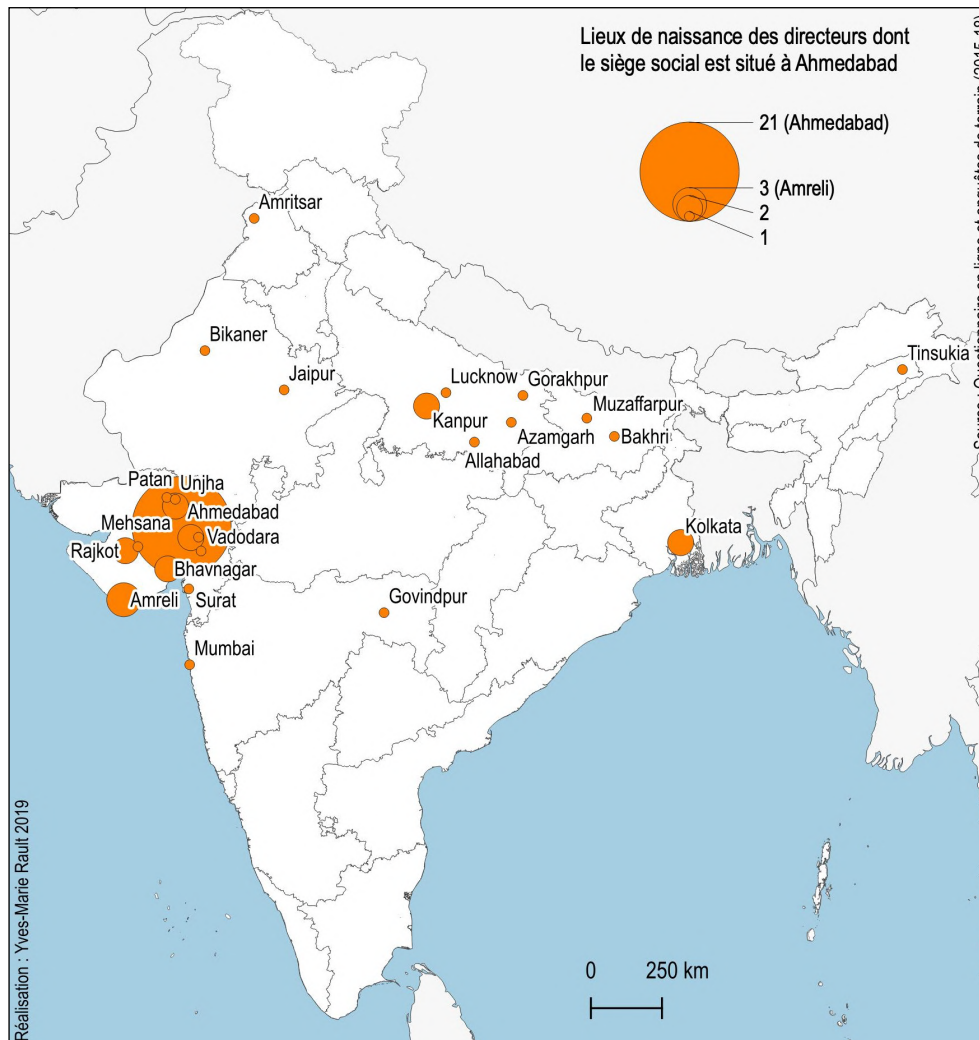 Lieux de naissance des directeurs dont
le siège social est situé à Ahmedabad
21 (Ahmedabad)
3 (Amreli)
2
1
Amritsar
Bikaner
Jaipur
Lucknow
Gorakhpur
Tinsukia
Kanpur
Muzaffarpur
Azamgarh
Bakhri
Allahabad
Patan
Unjha
Ahmedabad
Mehsana
Vadodara
Kolkata
Rajkot
Bhavnagar
Amreli
Surat
Govindpur
Mumbai
0 250 km
Réalisation : Yves-Marie Rault 2019